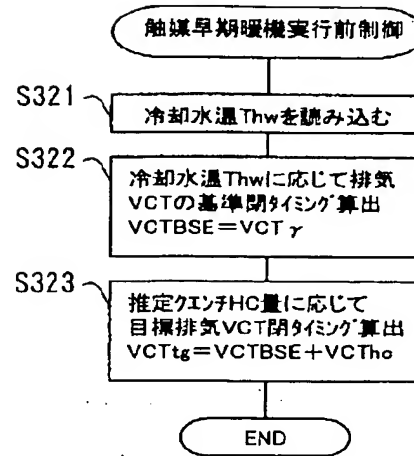 触媒早期暖機実行前制御
S321
冷却水温Thwを読み込む
S322
冷却水温Thwに応じて排気
VCTの基準閉タイミング算出
VCTBSE=VCTγ
S323
推定クエンチHC量に応じて
目標排気VCT閉タイミング算出
VCTtg=VCTBSE+VCThc
END